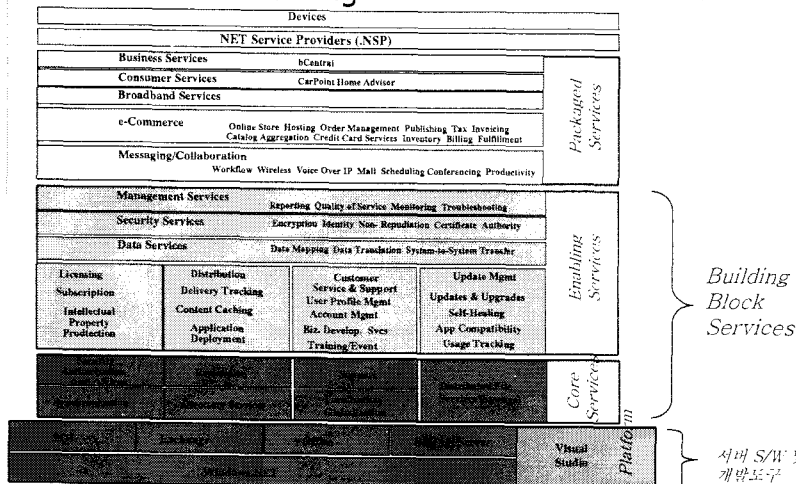 Devices
NET Service Providers (.NSP)
Business Services bCentral
Consumer Services CarPoint Home Advisor
Broadband Services
e-Commerce
Online Store Hosting Order Management Publishing Tax Invoicing
Catalog Aggregation Credit Card Services Inventory Billing Fulfillment
Messaging/Collaboration
Workflow Wireless Voice Over IP Mail Scheduling Conferencing Productivity
Packaged
Services
Management Services
Reporting Quality of Service Monitoring Troubleshooting
Security Services Encryption Identity Non- Repudiation Certificate Authority
Data Services Data Mapping Data Translation System-to-System Transfer
Licensing
Subscription
Intellectual
Property
Prodtection
Distribution
Delivery Tracking
Content Caching
Application
Deployment
Customer
Service & Support
User Profile Mgmt
Account Mgmt
Biz. Develop. Svcs
Training/Event
Update Mgmt
Updates & Upgrades
Self-Healing
App Compatibility
Usage Tracking
Enabling
Services
Core
Services
Building
Block
Services
Exchange
Visual
Studio
Platform
서버 S/W 및
개발도구